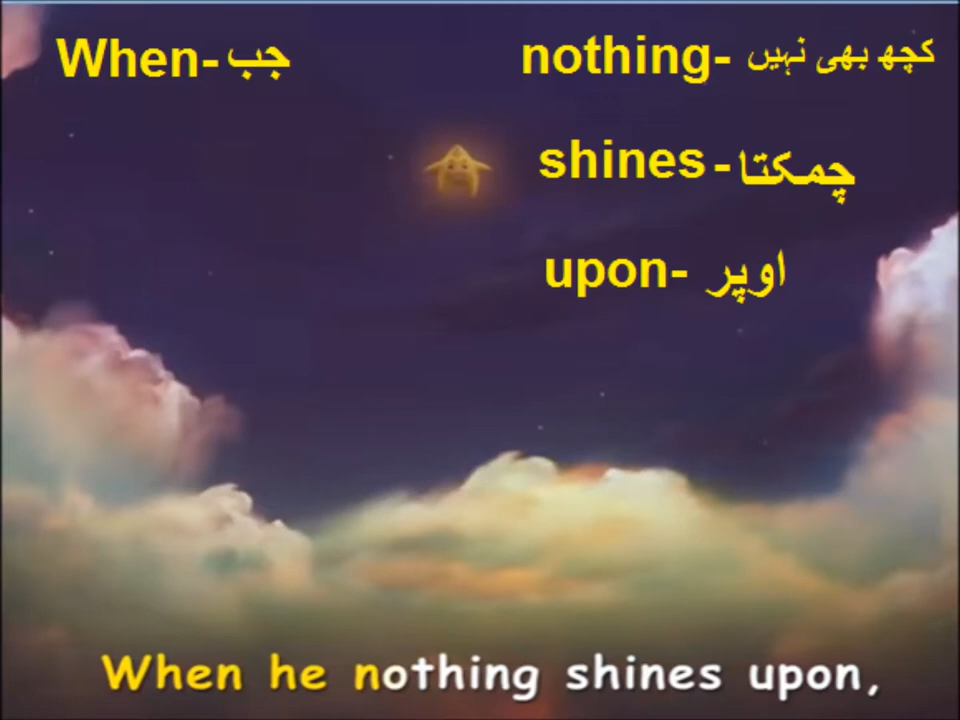 When- جب
nothing- کچھ بھی نہیں
shines - چمکتا
upon- اوپر
When he nothing shines upon,